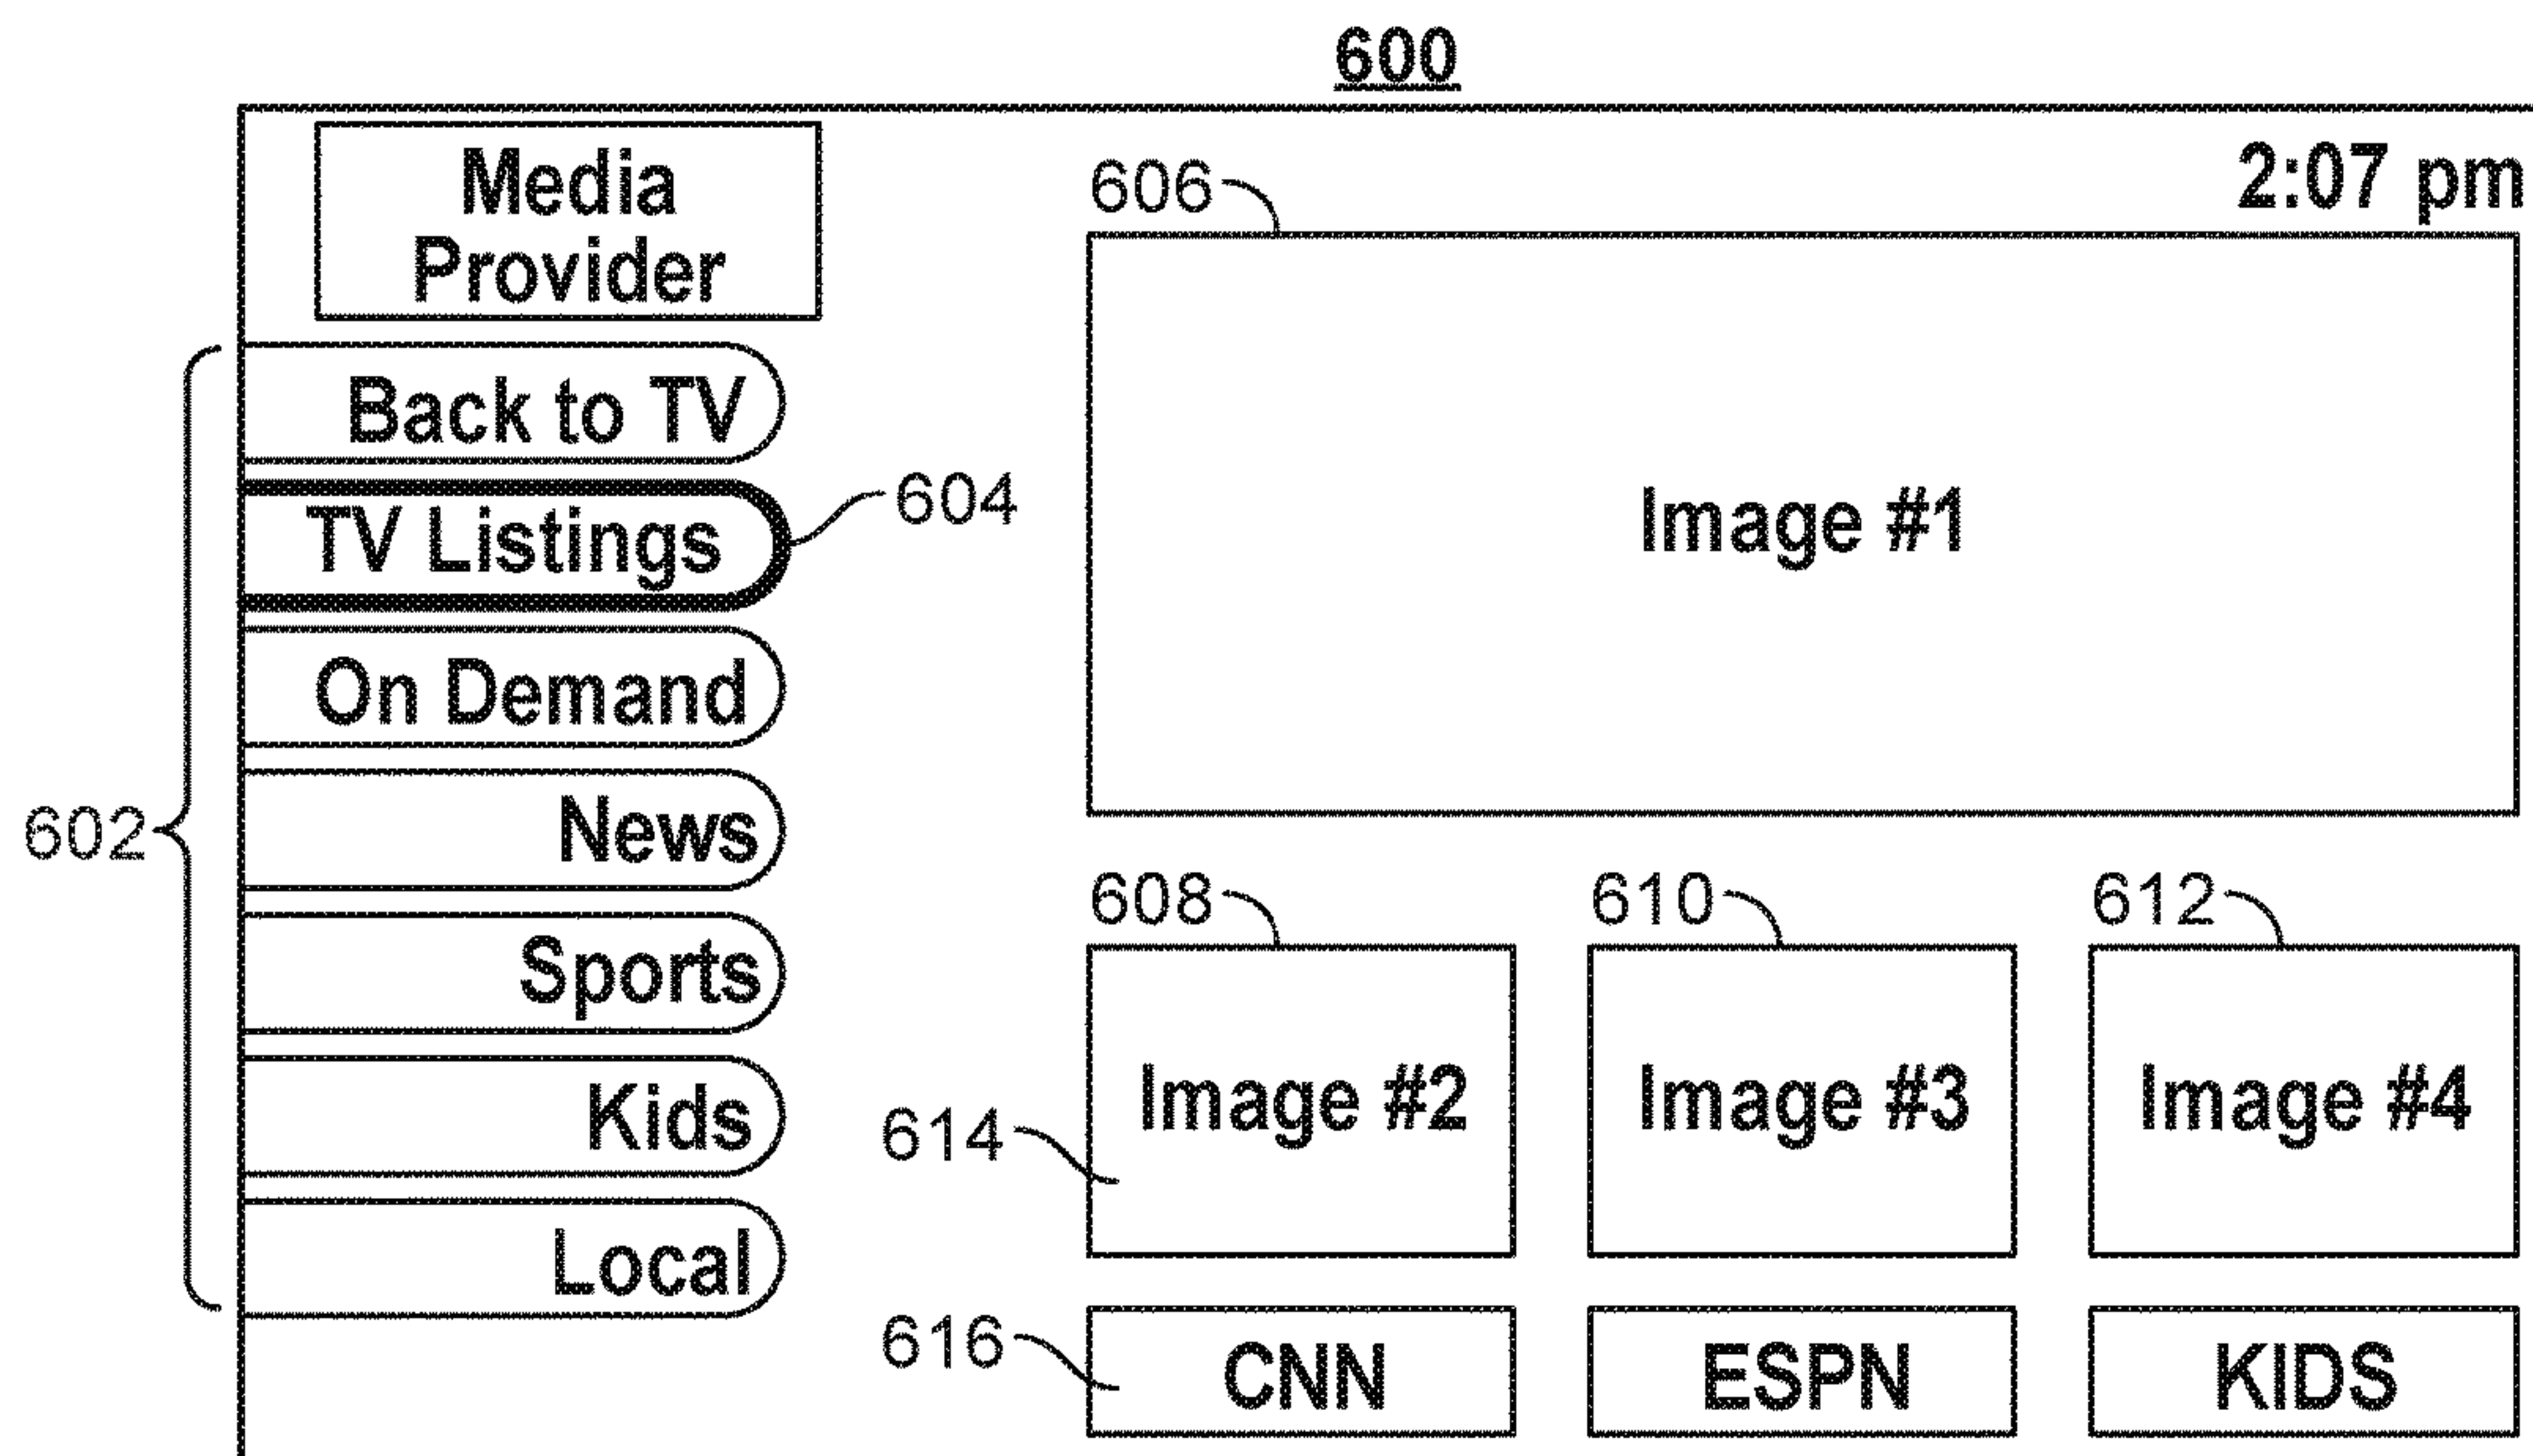 600
Media
Provider
2:07 pm
606
Back to TV
TV Listings
604
Image #1
On Demand
602
News
Sports
Kids
Local
608
610
612
Image #2
Image #3
Image #4
614
616
CNN
ESPN
KIDS